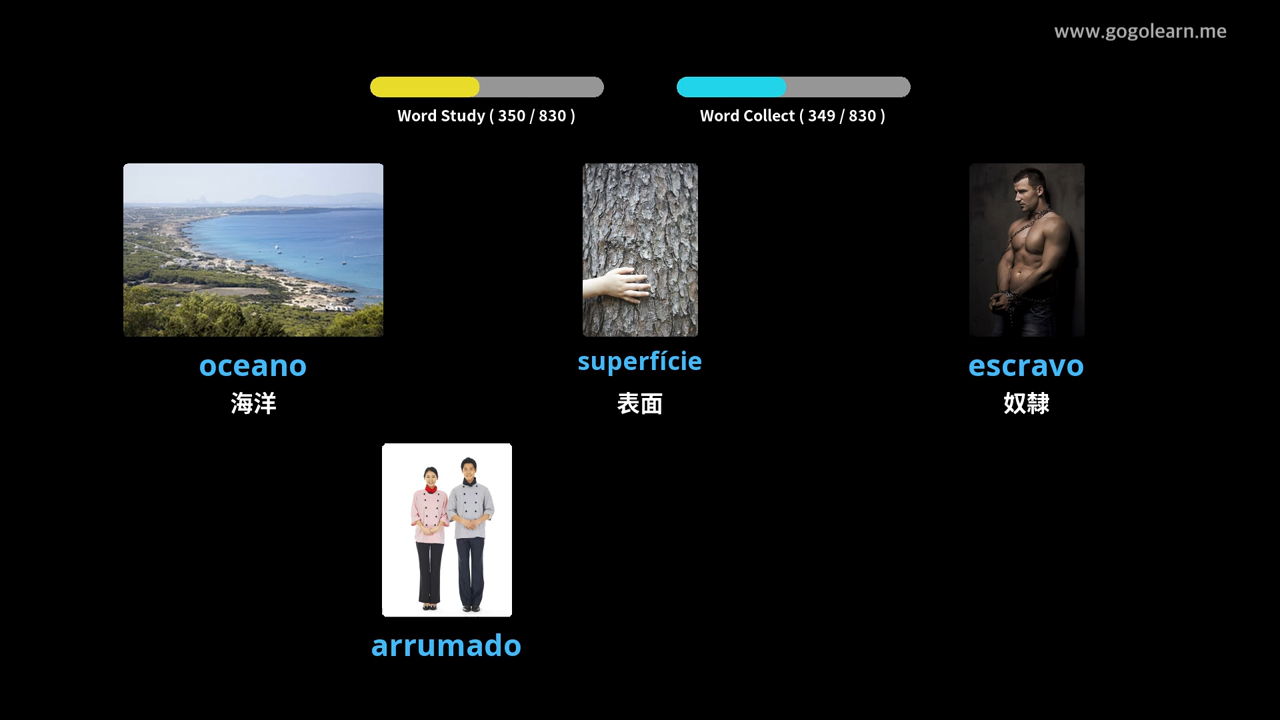 www.gogolearn.me
Word Study ( 350 / 830 )
Word Collect ( 349 / 830 )
oceano
superfície
escravo
海洋
表面
奴隸
arrumado